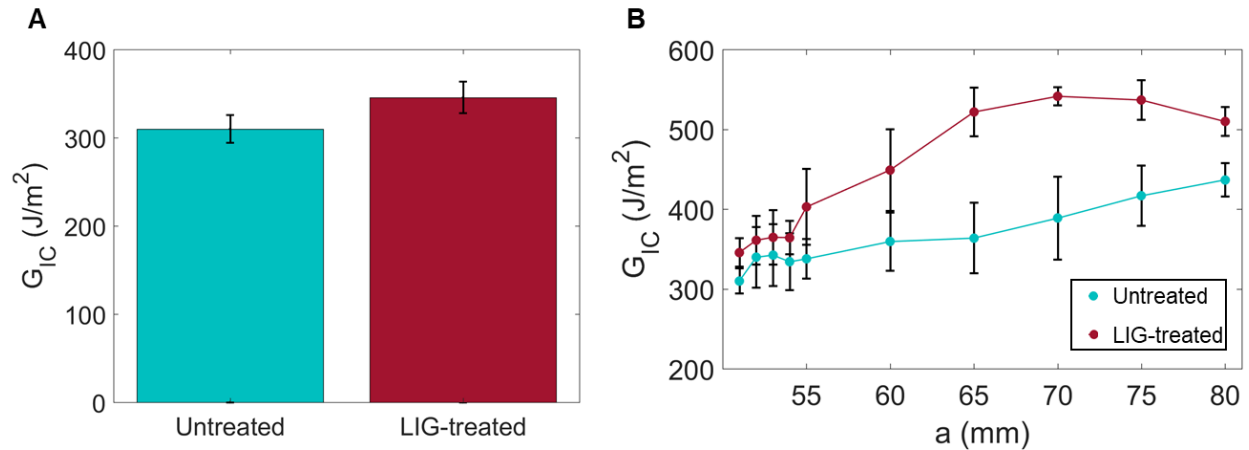 A
400
300
200
100
0
G_IC (J/m²)
Untreated
LIG-treated
B
600
500
400
300
200
G_IC (J/m²)
55 60 65 70 75 80
a (mm)
Untreated
LIG-treated